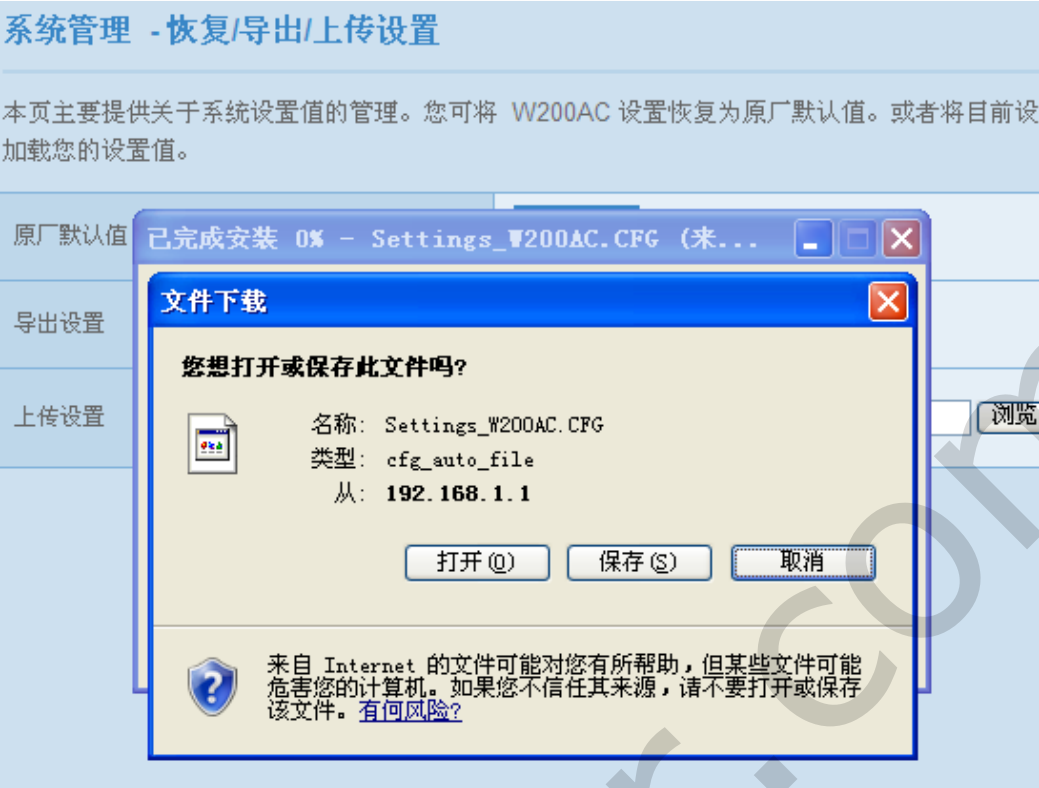 系统管理 - 恢复/导出/上传设置
本页主要提供关于系统设置值的管理。您可将 W200AC 设置恢复为原厂默认值。或者将目前设
加载您的设置值。
原厂默认值
已完成安装 0% - Settings_W200AC.CFG (来...
文件下载
导出设置
您想打开或保存此文件吗?
上传设置
浏览
名称: Settings_W200AC.CFG
类型: cfg_auto_file
从: 192.168.1.1
打开(O) 保存(S) 取消
来自 Internet 的文件可能对您有所帮助，但某些文件可能
危害您的计算机。如果您不信任其来源，请不要打开或保存
该文件。有何风险?
r.com